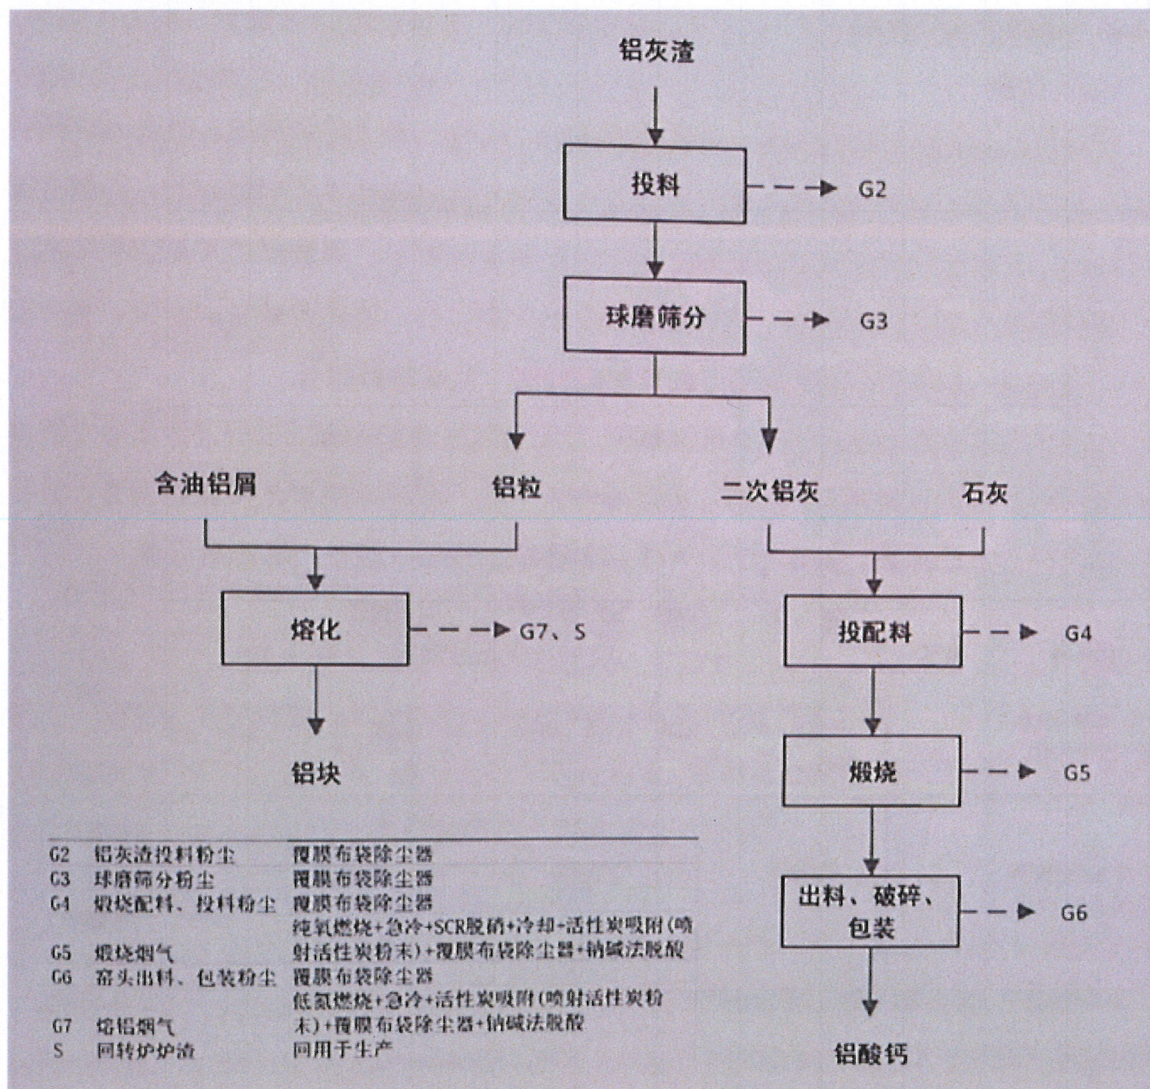 铝灰渣
投料
G2
球磨筛分
G3
含油铝屑
铝粒
二次铝灰
石灰
熔化
G7、S
投配料
G4
铝块
煅烧
G5
出料、破碎、
包装
G6
铝酸钙
G2 铝灰渣投料粉尘 覆膜布袋除尘器
G3 球磨筛分粉尘 覆膜布袋除尘器
G4 煅烧配料、投料粉尘 覆膜布袋除尘器
纯氧燃烧+急冷+SCR脱硝+冷却+活性炭吸附(喷
G5 煅烧烟气 射活性炭粉末)+覆膜布袋除尘器+钠碱法脱酸
G6 窑头出料、包装粉尘 覆膜布袋除尘器
低氮燃烧+急冷+活性炭吸附(喷射活性炭粉
G7 熔铝烟气 末)+覆膜布袋除尘器+钠碱法脱酸
S 回转炉炉渣 回用于生产